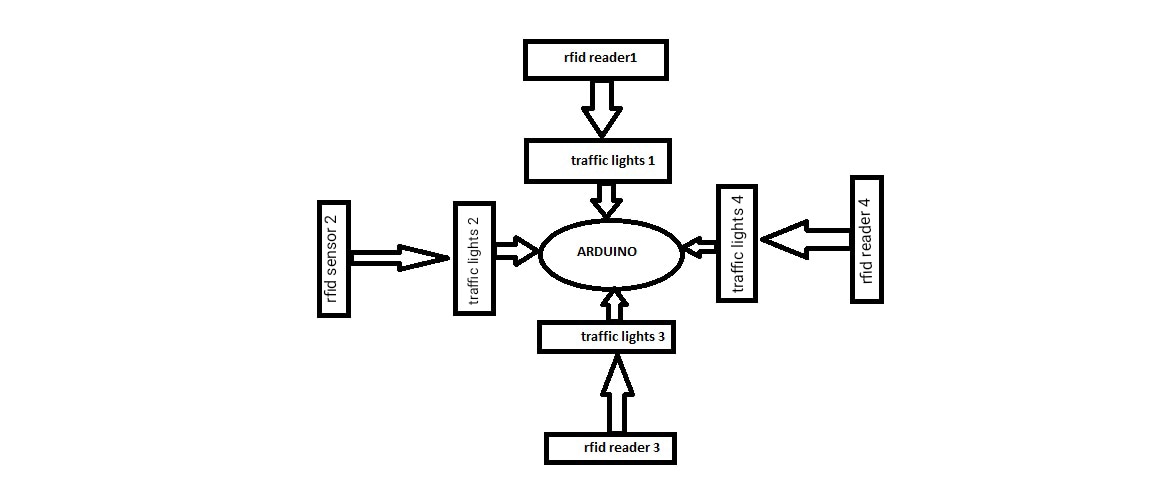 rfid reader1
traffic lights 1
rfid sensor 2
traffic lights 2
ARDUINO
traffic lights 4
rfid reader 4
traffic lights 3
rfid reader 3